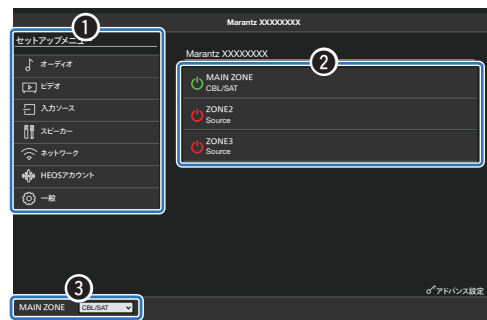 Marantz XXXXXXXX
1
セットアップメニュー
オーディオ
ビデオ
入力ソース
スピーカー
ネットワーク
HEOSアカウント
一般
Marantz XXXXXXXX
2
MAIN ZONE
CBL/SAT
ZONE2
Source
ZONE3
Source
アドバンス設定
3
MAIN ZONE CBL/SAT